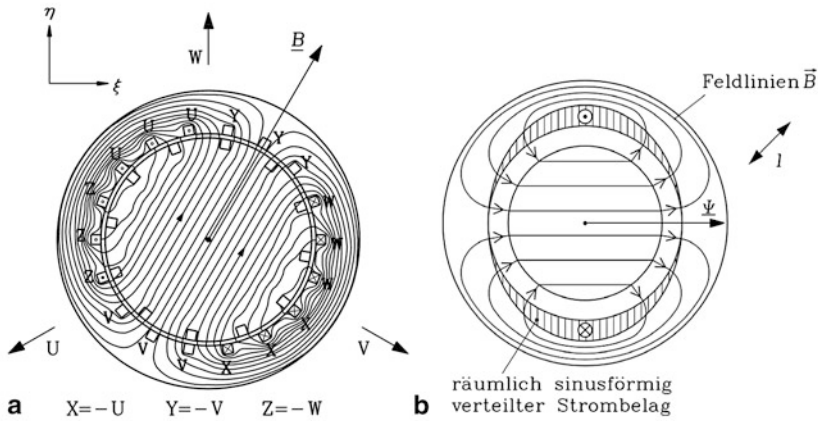 η
ξ
W
B
Y
Y
Y
U
U
U
Z
Z
Z
W
W
W
V
V
V
X
X
X
U
V
a
X=−U Y=−V Z=−W
Feldlinien B⃗
l
Ψ
räumlich sinusförmig
verteilter Strombelag
b